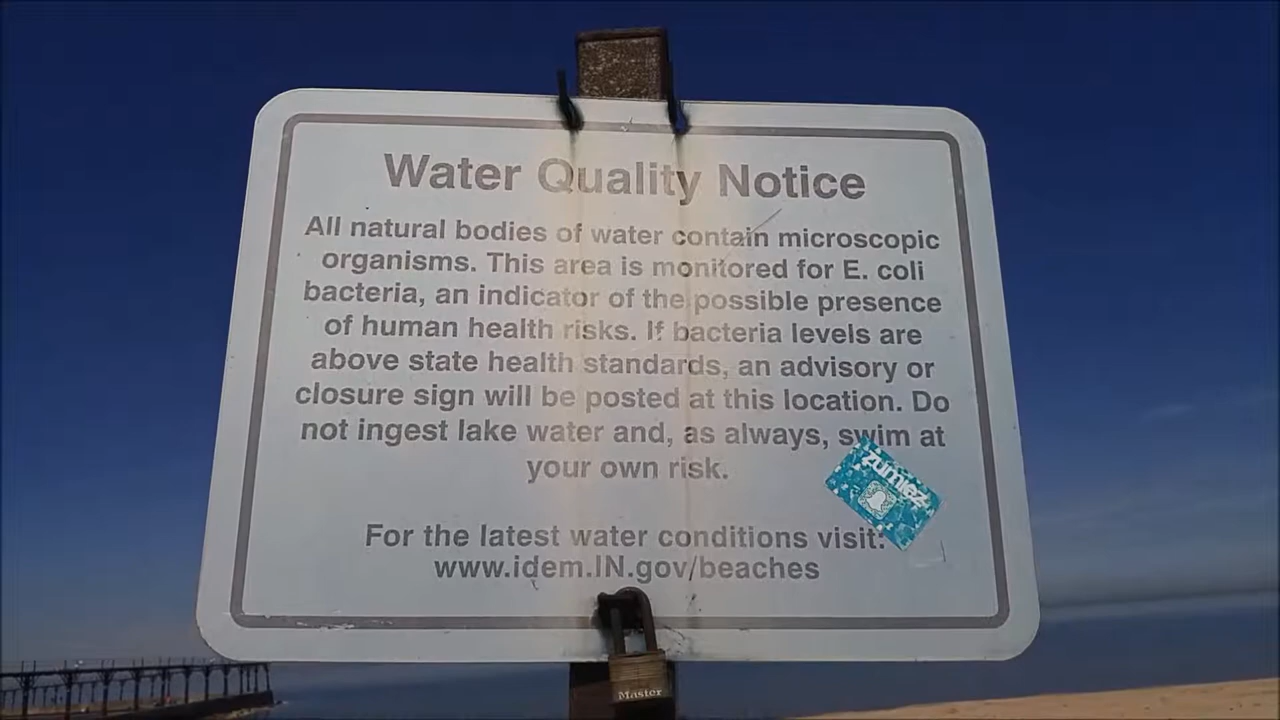 Water Quality Notice
All natural bodies of water contain microscopic
organisms. This area is monitored for E. coli
bacteria, an indicator of the possible presence
of human health risks. If bacteria levels are
above state health standards, an advisory or
closure sign will be posted at this location. Do
not ingest lake water and, as always, swim at
your own risk.
zumiez
For the latest water conditions visit:
www.idem.IN.gov/beaches
Master